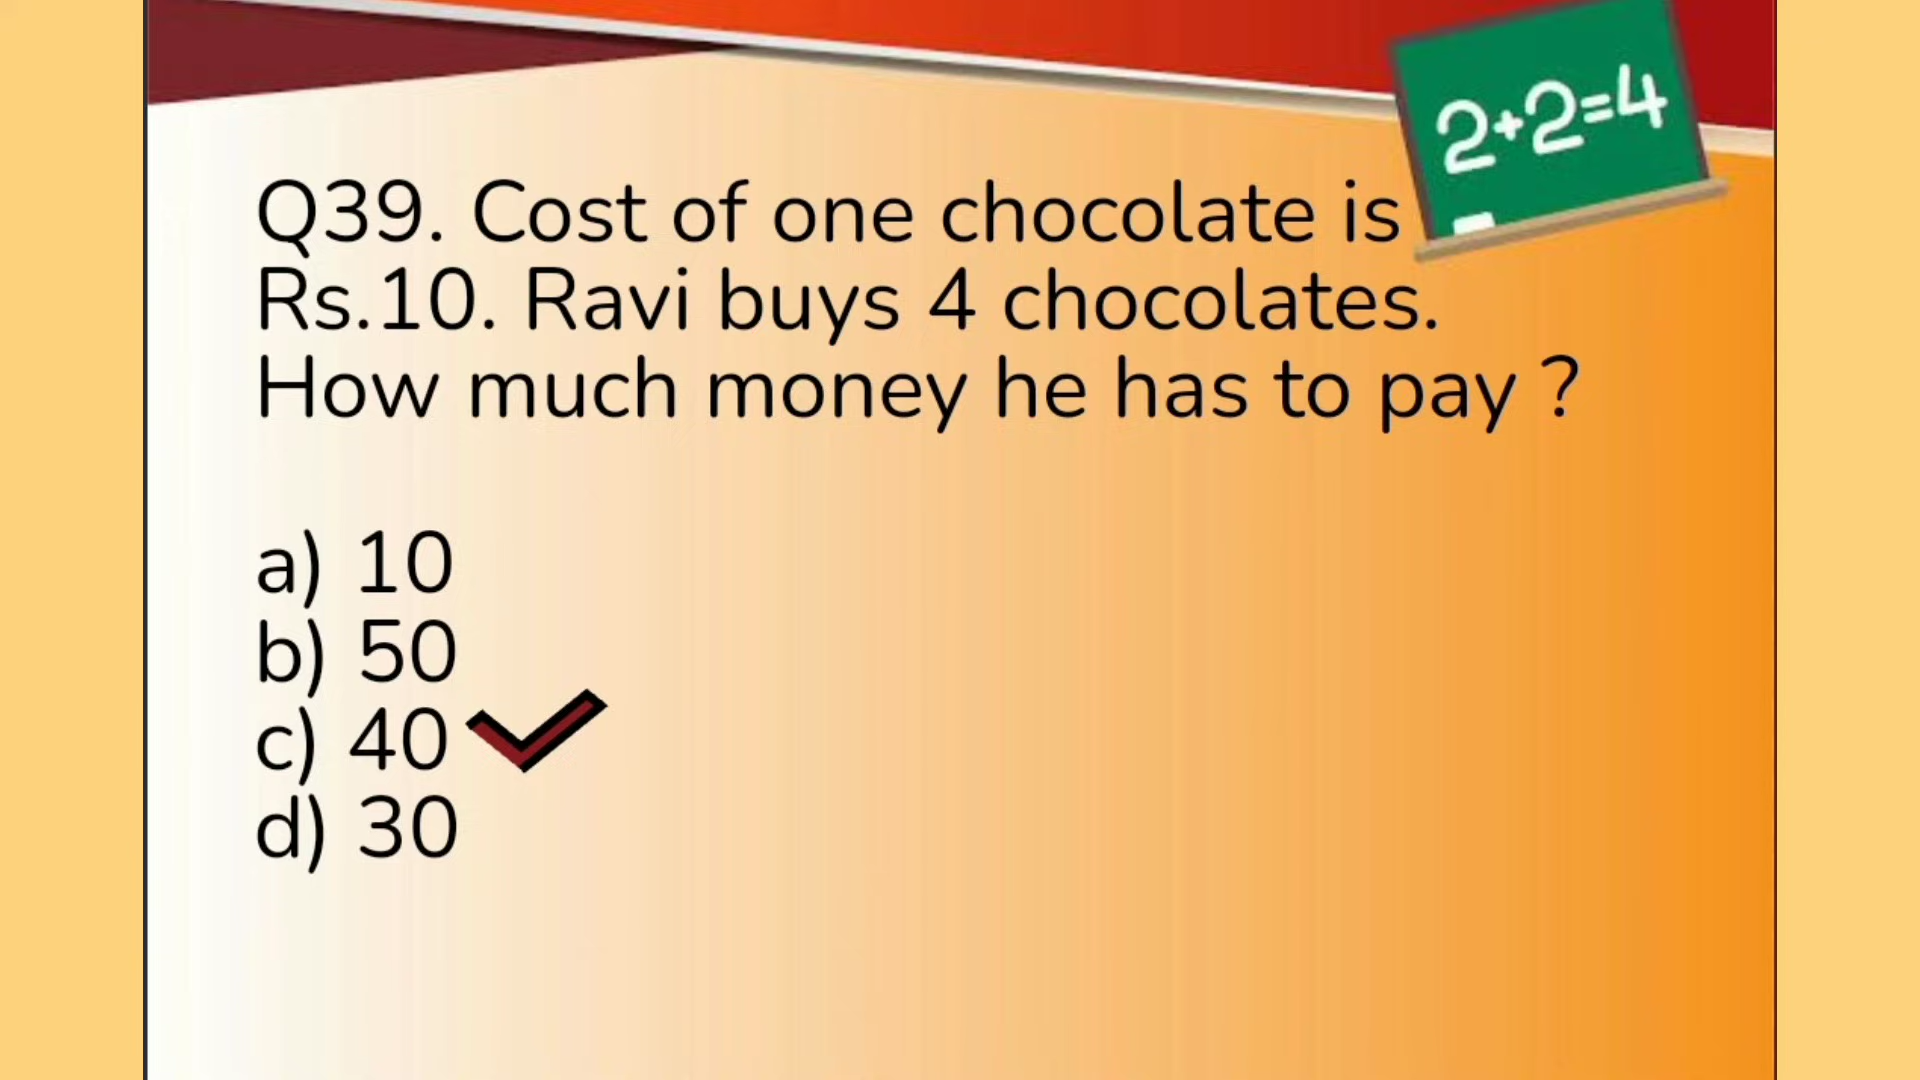 2+2=4
Q39. Cost of one chocolate is
Rs.10. Ravi buys 4 chocolates.
How much money he has to pay ?
a) 10
b) 50
c) 40
d) 30